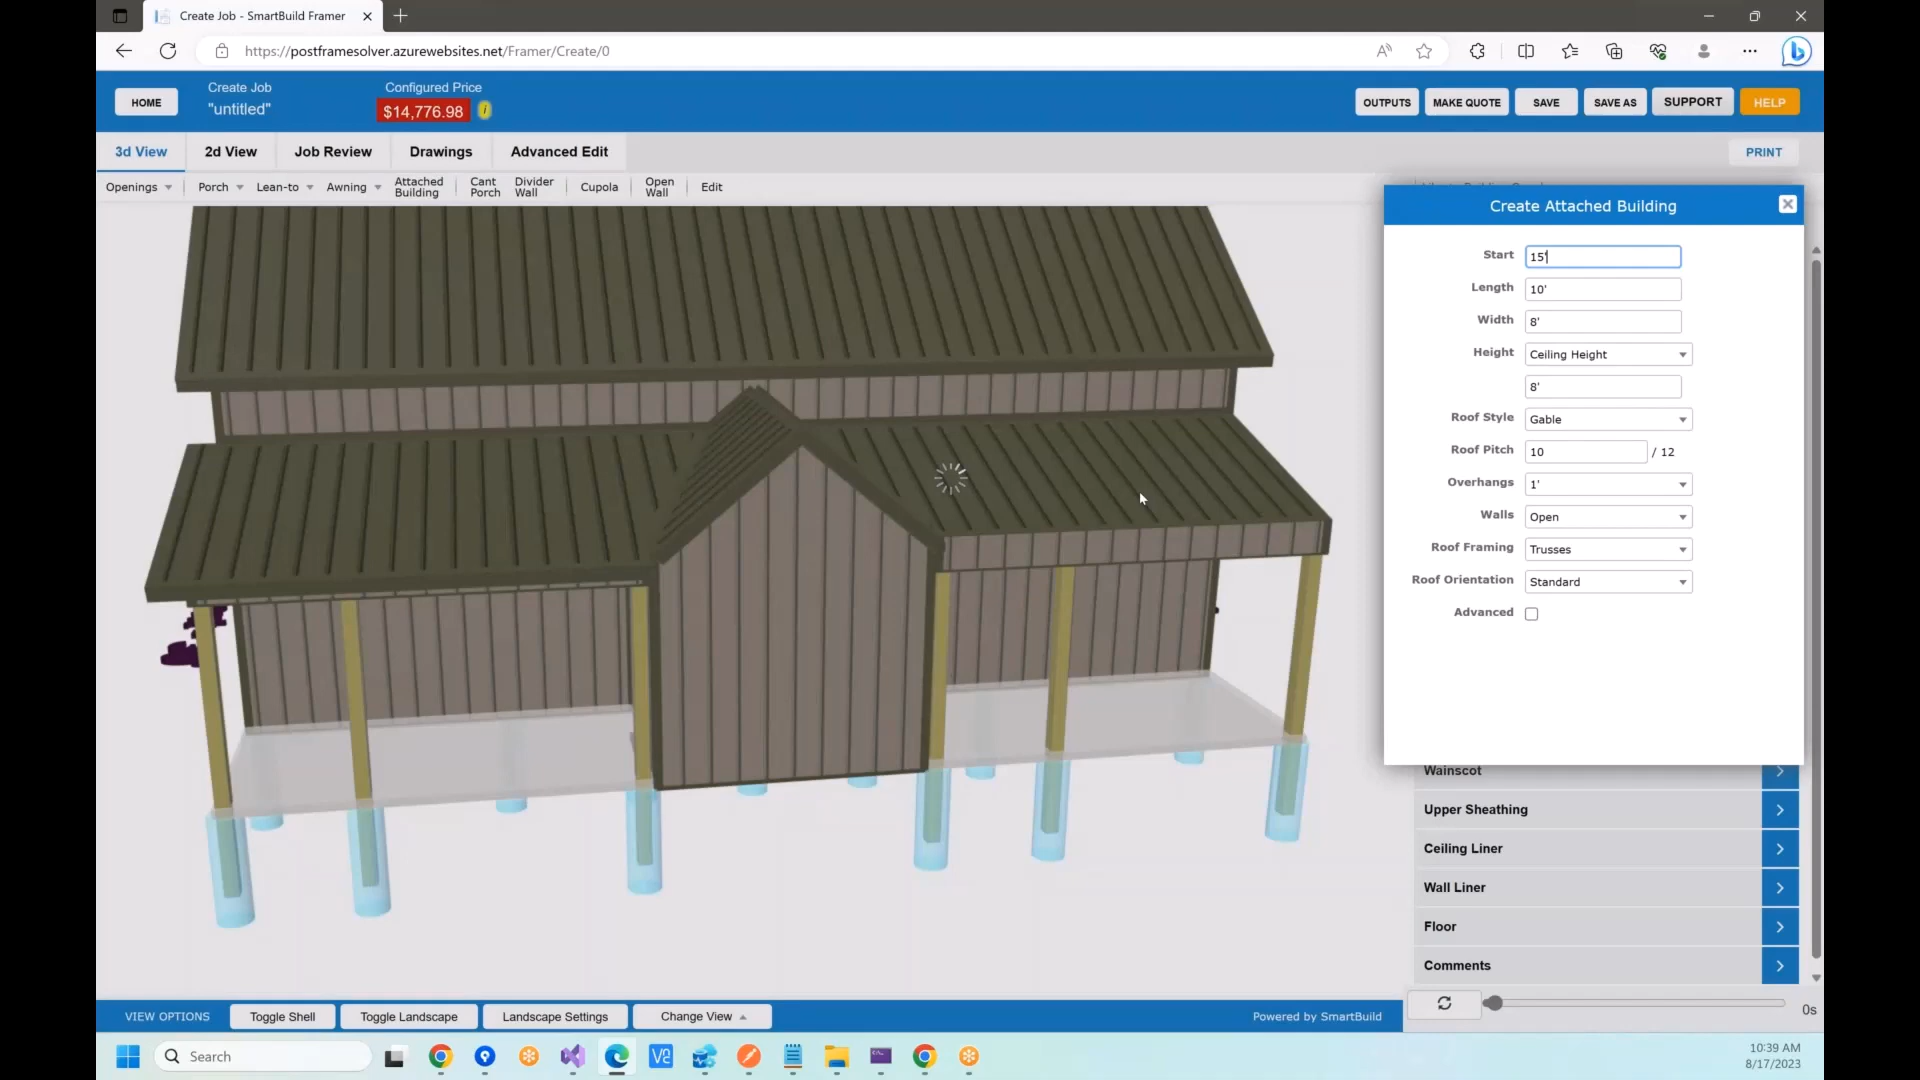 Create Job - SmartBuild Framer
https://postframesolver.azurewebsites.net/Framer/Create/0
HOME
Create Job
"untitled"
Configured Price
$14,776.98
i
OUTPUTS
MAKE QUOTE
SAVE
SAVE AS
SUPPORT
HELP
3d View
2d View
Job Review
Drawings
Advanced Edit
PRINT
Openings
Porch
Lean-to
Awning
Attached
Building
Cant
Porch
Divider
Wall
Cupola
Open
Wall
Edit
Create Attached Building
Start 15'
Length 10'
Width 8'
Height Ceiling Height
8'
Roof Style Gable
Roof Pitch 10 / 12
Overhangs 1'
Walls Open
Roof Framing Trusses
Roof Orientation Standard
Advanced
Wainscot
Upper Sheathing
Ceiling Liner
Wall Liner
Floor
Comments
0s
VIEW OPTIONS
Toggle Shell
Toggle Landscape
Landscape Settings
Change View
Powered by SmartBuild
Search
V2
10:39 AM
8/17/2023